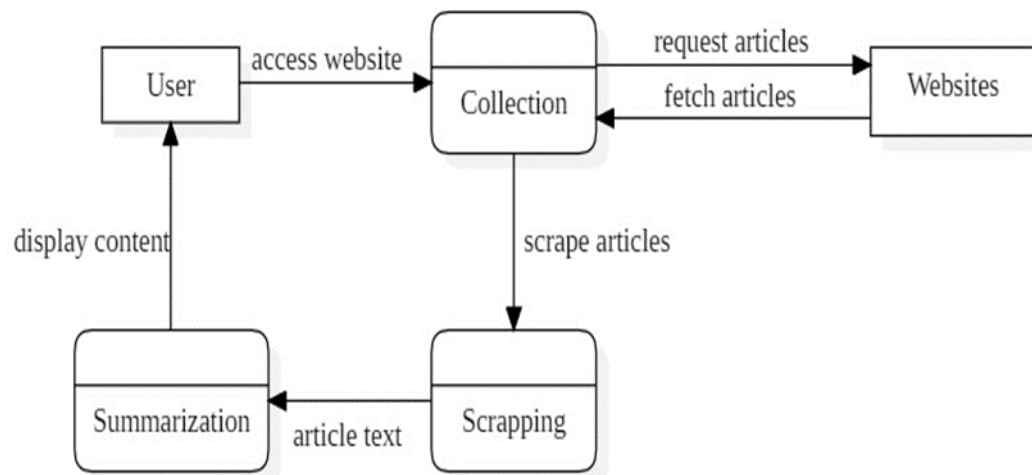 User
access website
Collection
request articles
fetch articles
Websites
display content
scrape articles
Summarization
article text
Scrapping